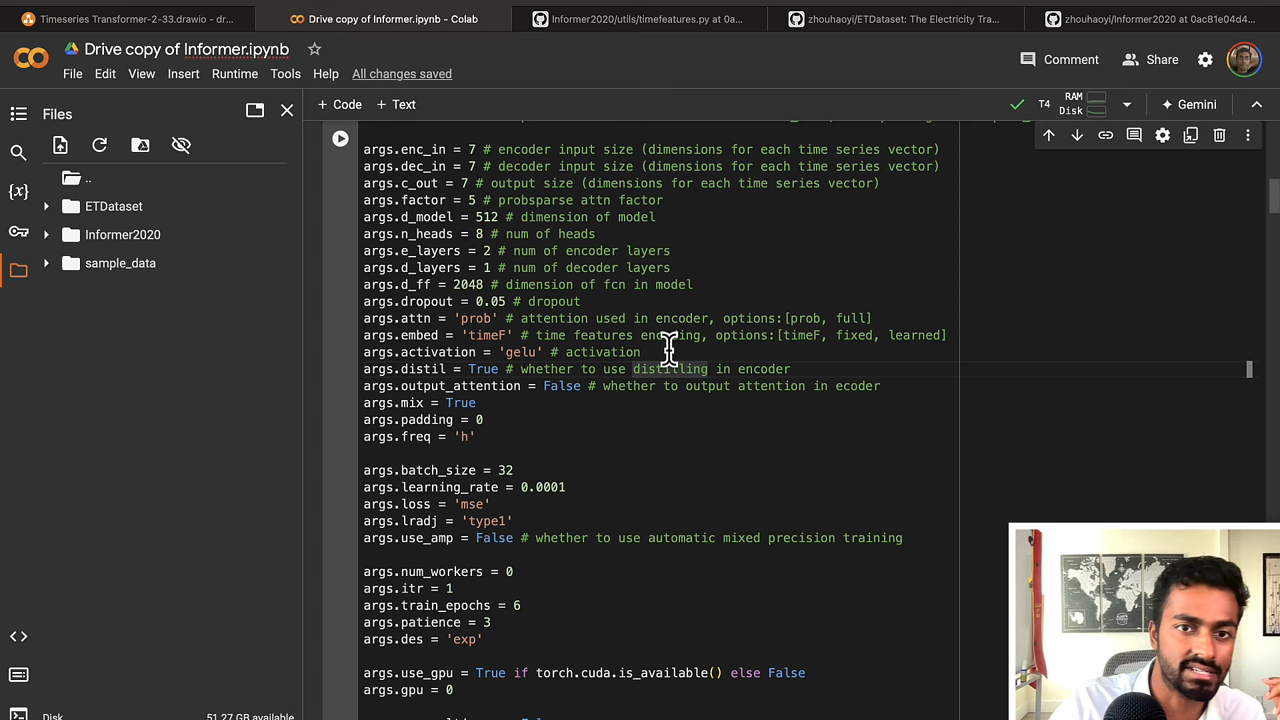 Timeseries Transformer-2-33.drawio - dr...
Drive copy of Informer.ipynb - Colab
Informer2020/utils/timefeatures.py at 0a...
zhouhaoyi/ETDataset: The Electricity Tra...
zhouhaoyi/Informer2020 at 0ac81e04d4...
Drive copy of Informer.ipynb
Comment
Share
File Edit View Insert Runtime Tools Help All changes saved
Files
+ Code + Text
T4
RAM
Disk
Gemini
..
ETDataset
Informer2020
sample_data
args.enc_in = 7 # encoder input size (dimensions for each time series vector)
args.dec_in = 7 # decoder input size (dimensions for each time series vector)
args.c_out = 7 # output size (dimensions for each time series vector)
args.factor = 5 # probsparse attn factor
args.d_model = 512 # dimension of model
args.n_heads = 8 # num of heads
args.e_layers = 2 # num of encoder layers
args.d_layers = 1 # num of decoder layers
args.d_ff = 2048 # dimension of fcn in model
args.dropout = 0.05 # dropout
args.attn = 'prob' # attention used in encoder, options:[prob, full]
args.embed = 'timeF' # time features encoding, options:[timeF, fixed, learned]
args.activation = 'gelu' # activation
args.distil = True # whether to use distilling in encoder
args.output_attention = False # whether to output attention in ecoder
args.mix = True
args.padding = 0
args.freq = 'h'
args.batch_size = 32
args.learning_rate = 0.0001
args.loss = 'mse'
args.lradj = 'type1'
args.use_amp = False # whether to use automatic mixed precision training
args.num_workers = 0
args.itr = 1
args.train_epochs = 6
args.patience = 3
args.des = 'exp'
args.use_gpu = True if torch.cuda.is_available() else False
args.gpu = 0
Disk 51.27 GB available